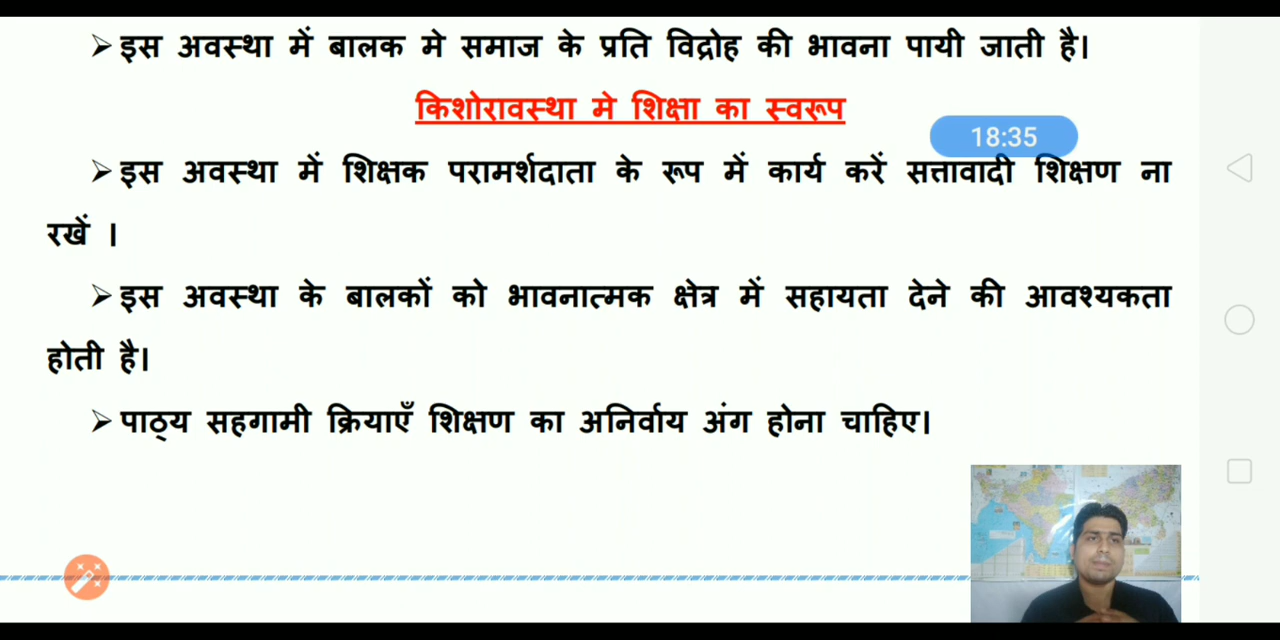 ➢ इस अवस्था में बालक मे समाज के प्रति विद्रोह की भावना पायी जाती है।
किशोरावस्था मे शिक्षा का स्वरूप
18:35
➢ इस अवस्था में शिक्षक परामर्शदाता के रूप में कार्य करें सत्तावादी शिक्षण ना
रखें ।
➢ इस अवस्था के बालकों को भावनात्मक क्षेत्र में सहायता देने की आवश्यकता
होती है।
➢ पाठ्य सहगामी क्रियाएँ शिक्षण का अनिर्वाय अंग होना चाहिए।